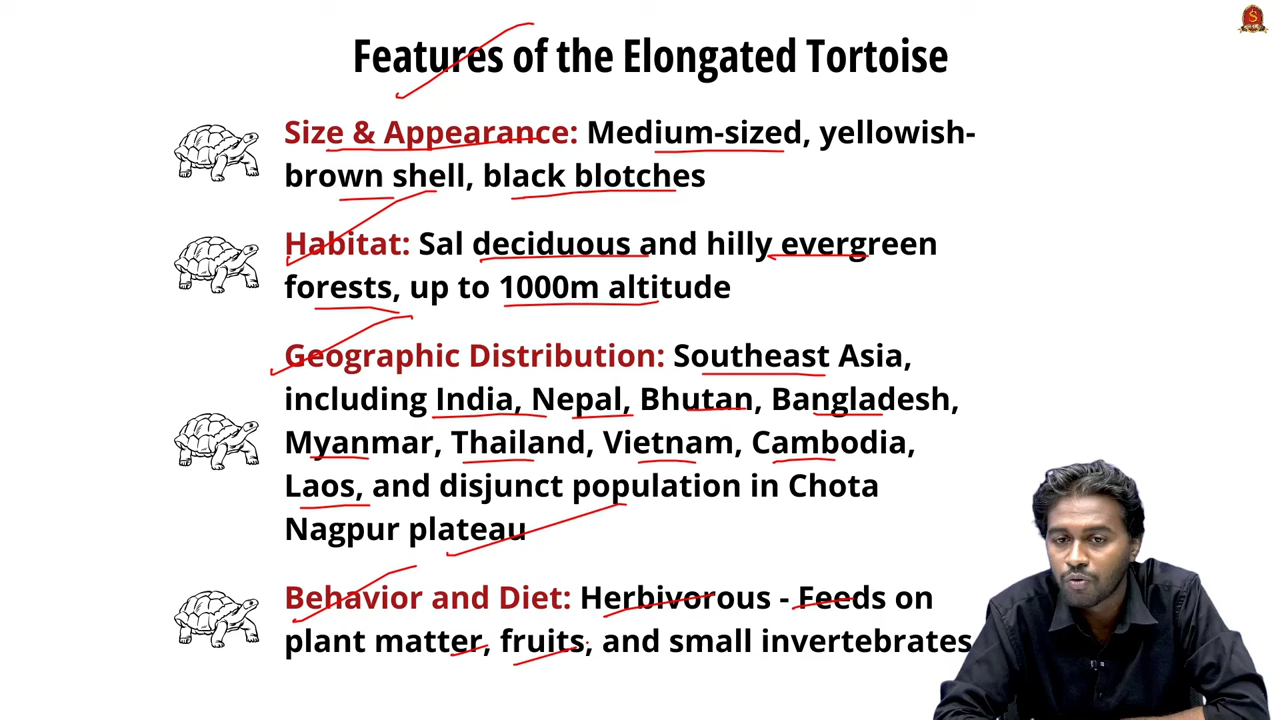 Features of the Elongated Tortoise
Size & Appearance: Medium-sized, yellowish-
brown shell, black blotches
Habitat: Sal deciduous and hilly evergreen
forests, up to 1000m altitude
Geographic Distribution: Southeast Asia,
including India, Nepal, Bhutan, Bangladesh,
Myanmar, Thailand, Vietnam, Cambodia,
Laos, and disjunct population in Chota
Nagpur plateau
Behavior and Diet: Herbivorous - Feeds on
plant matter, fruits, and small invertebrates